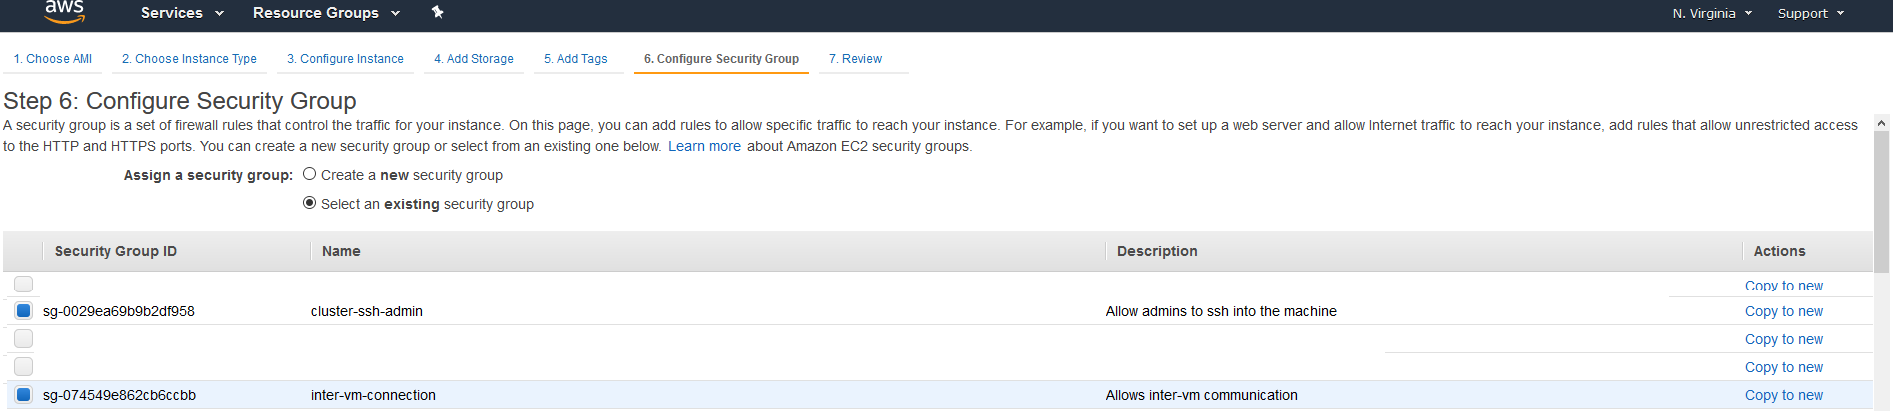 aws Services Resource Groups N. Virginia Support
1. Choose AMI 2. Choose Instance Type 3. Configure Instance 4. Add Storage 5. Add Tags 6. Configure Security Group 7. Review
Step 6: Configure Security Group
A security group is a set of firewall rules that control the traffic for your instance. On this page, you can add rules to allow specific traffic to reach your instance. For example, if you want to set up a web server and allow Internet traffic to reach your instance, add rules that allow unrestricted access
to the HTTP and HTTPS ports. You can create a new security group or select from an existing one below. Learn more about Amazon EC2 security groups.
Assign a security group: Create a new security group
Select an existing security group
Security Group ID Name Description Actions
Copy to new
sg-0029ea69b9b2df958 cluster-ssh-admin Allow admins to ssh into the machine Copy to new
Copy to new
Copy to new
sg-074549e862cb6ccbb inter-vm-connection Allows inter-vm communication Copy to new